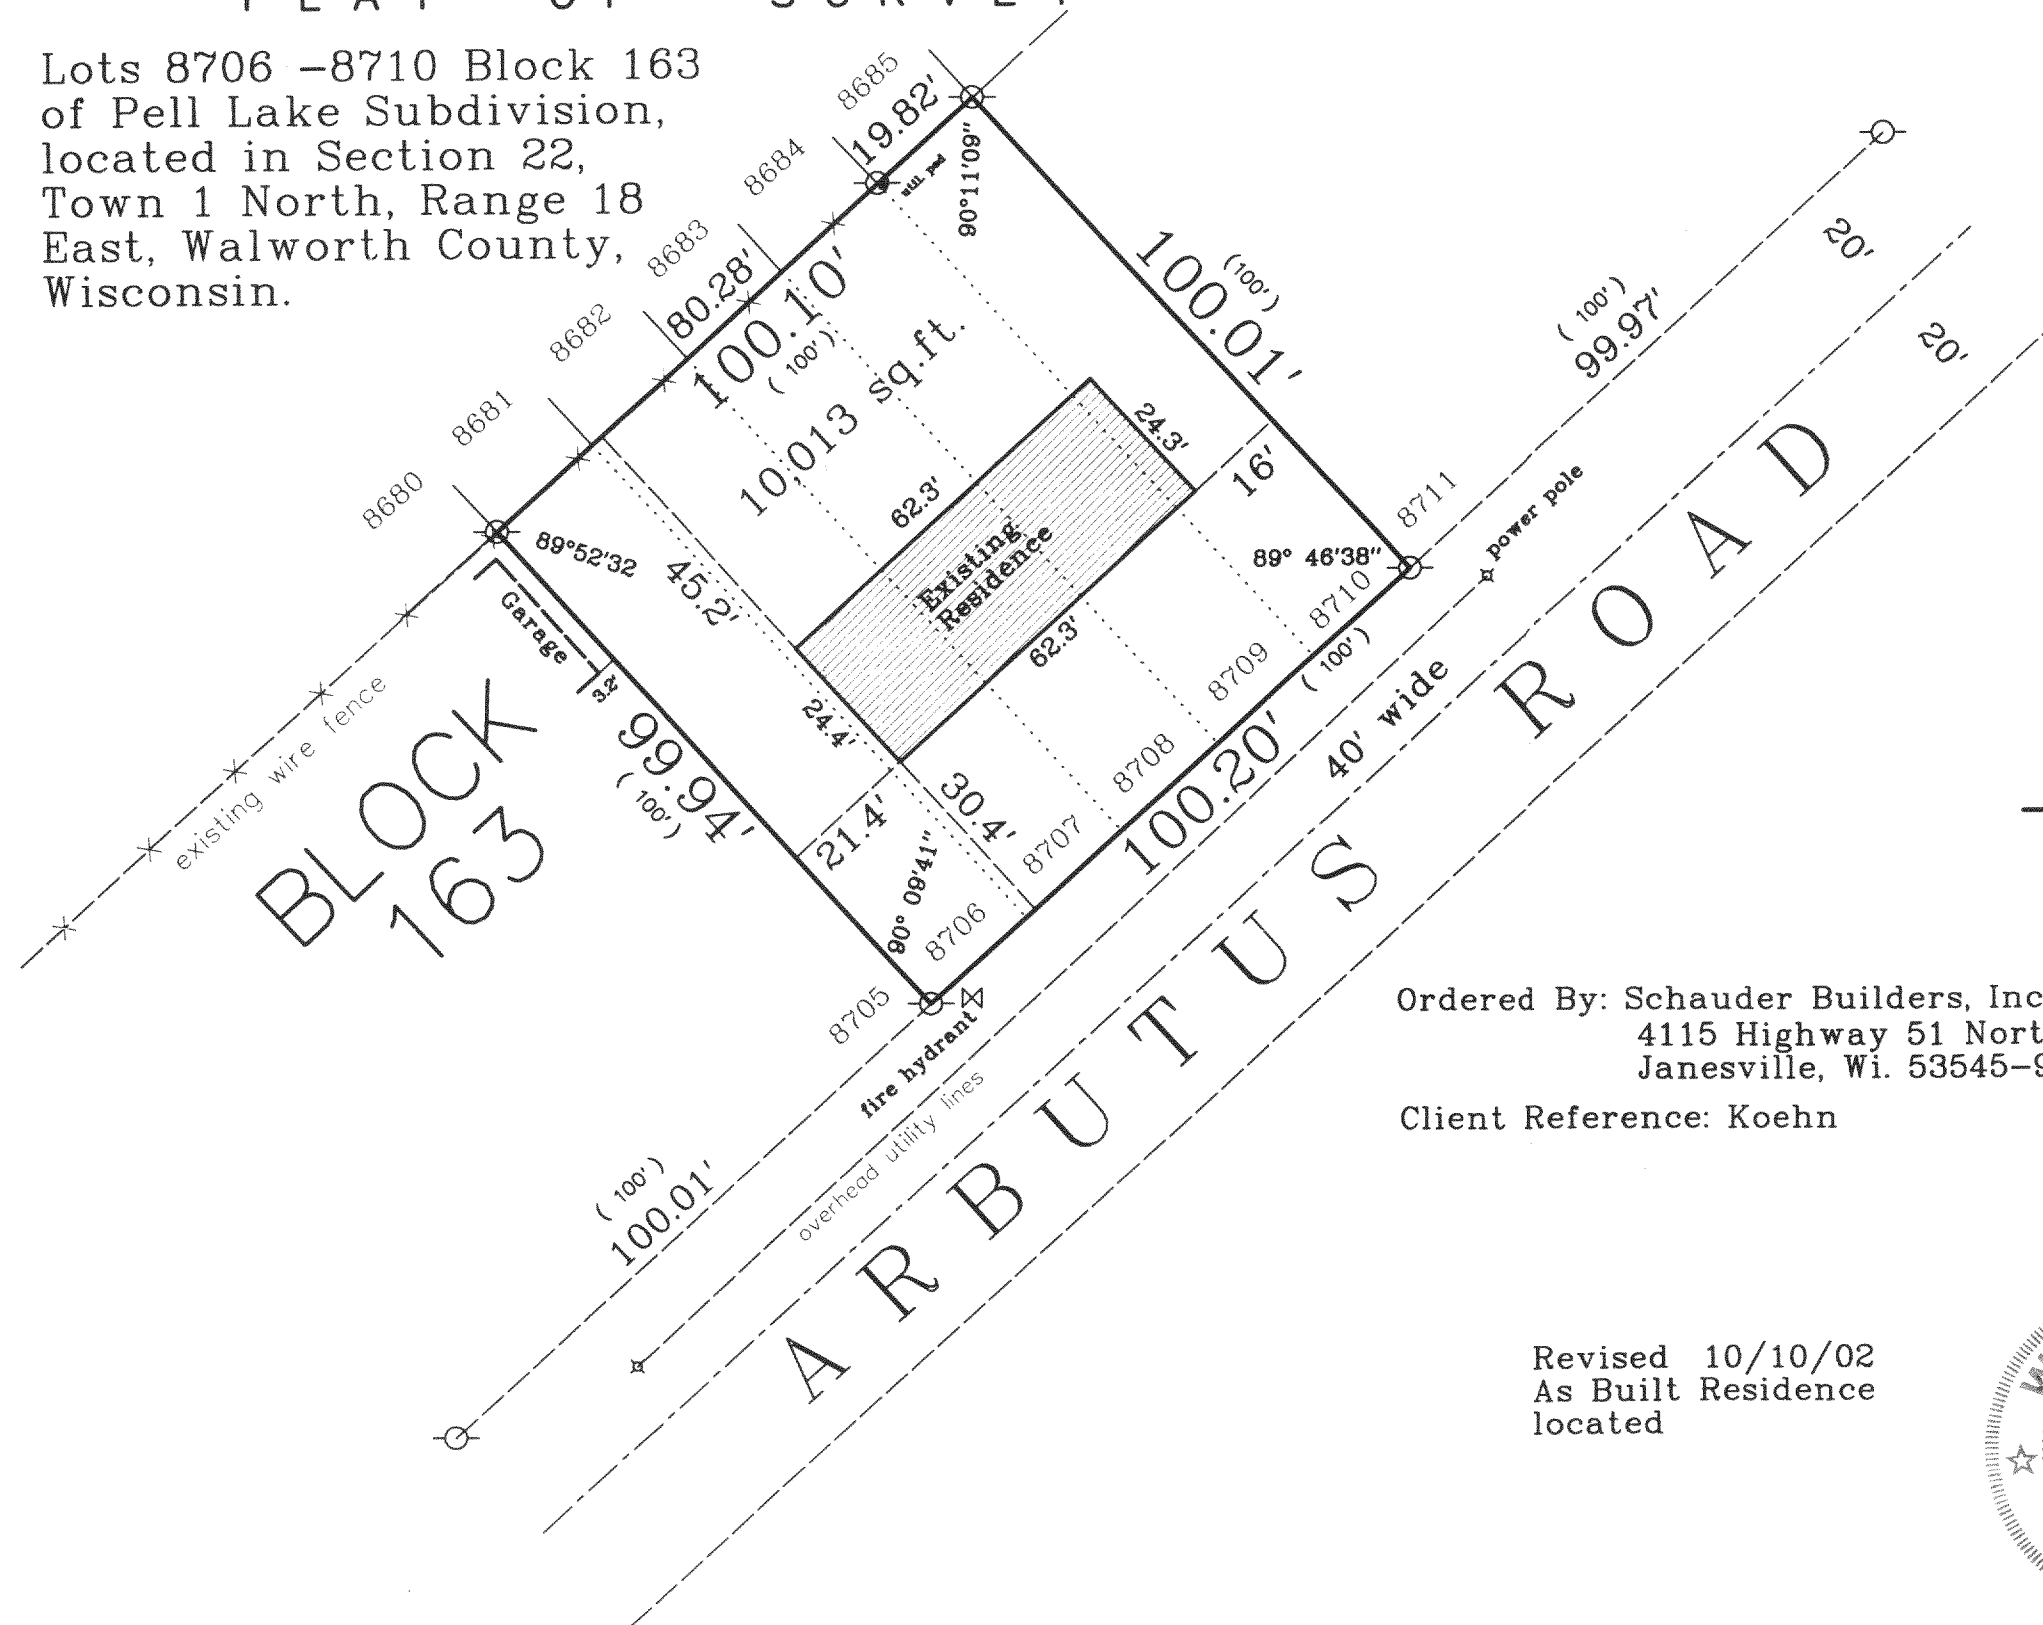 PLAT OF SURVEY
Lots 8706 –8710 Block 163
of Pell Lake Subdivision,
located in Section 22,
Town 1 North, Range 18
East, Walworth County,
Wisconsin.
8685
19.82'
8684
util. ped
90°11'09"
8683
80.28'
100.10'
( 100')
8682
10,013 sq.ft.
8681
8680
100.01'
(100')
( 100')
99.97'
20'
20'
24.3'
16'
62.3'
Existing
Residence
62.3'
89°52'32
45.2'
24.4'
89° 46'38"
8711
power pole
8710
8709
8708
8707
8706
8705
( 100')
100.20'
40' wide
Garage
3.2'
99.94'
( 100')
21.4'
30.4'
90° 09'41"
existing wire fence
BLOCK
163
fire hydrant
overhead utility lines
( 100')
100.01'
ARBUTUS ROAD
Ordered By: Schauder Builders, Inc
4115 Highway 51 Nort
Janesville, Wi. 53545–9
Client Reference: Koehn
Revised 10/10/02
As Built Residence
located
W